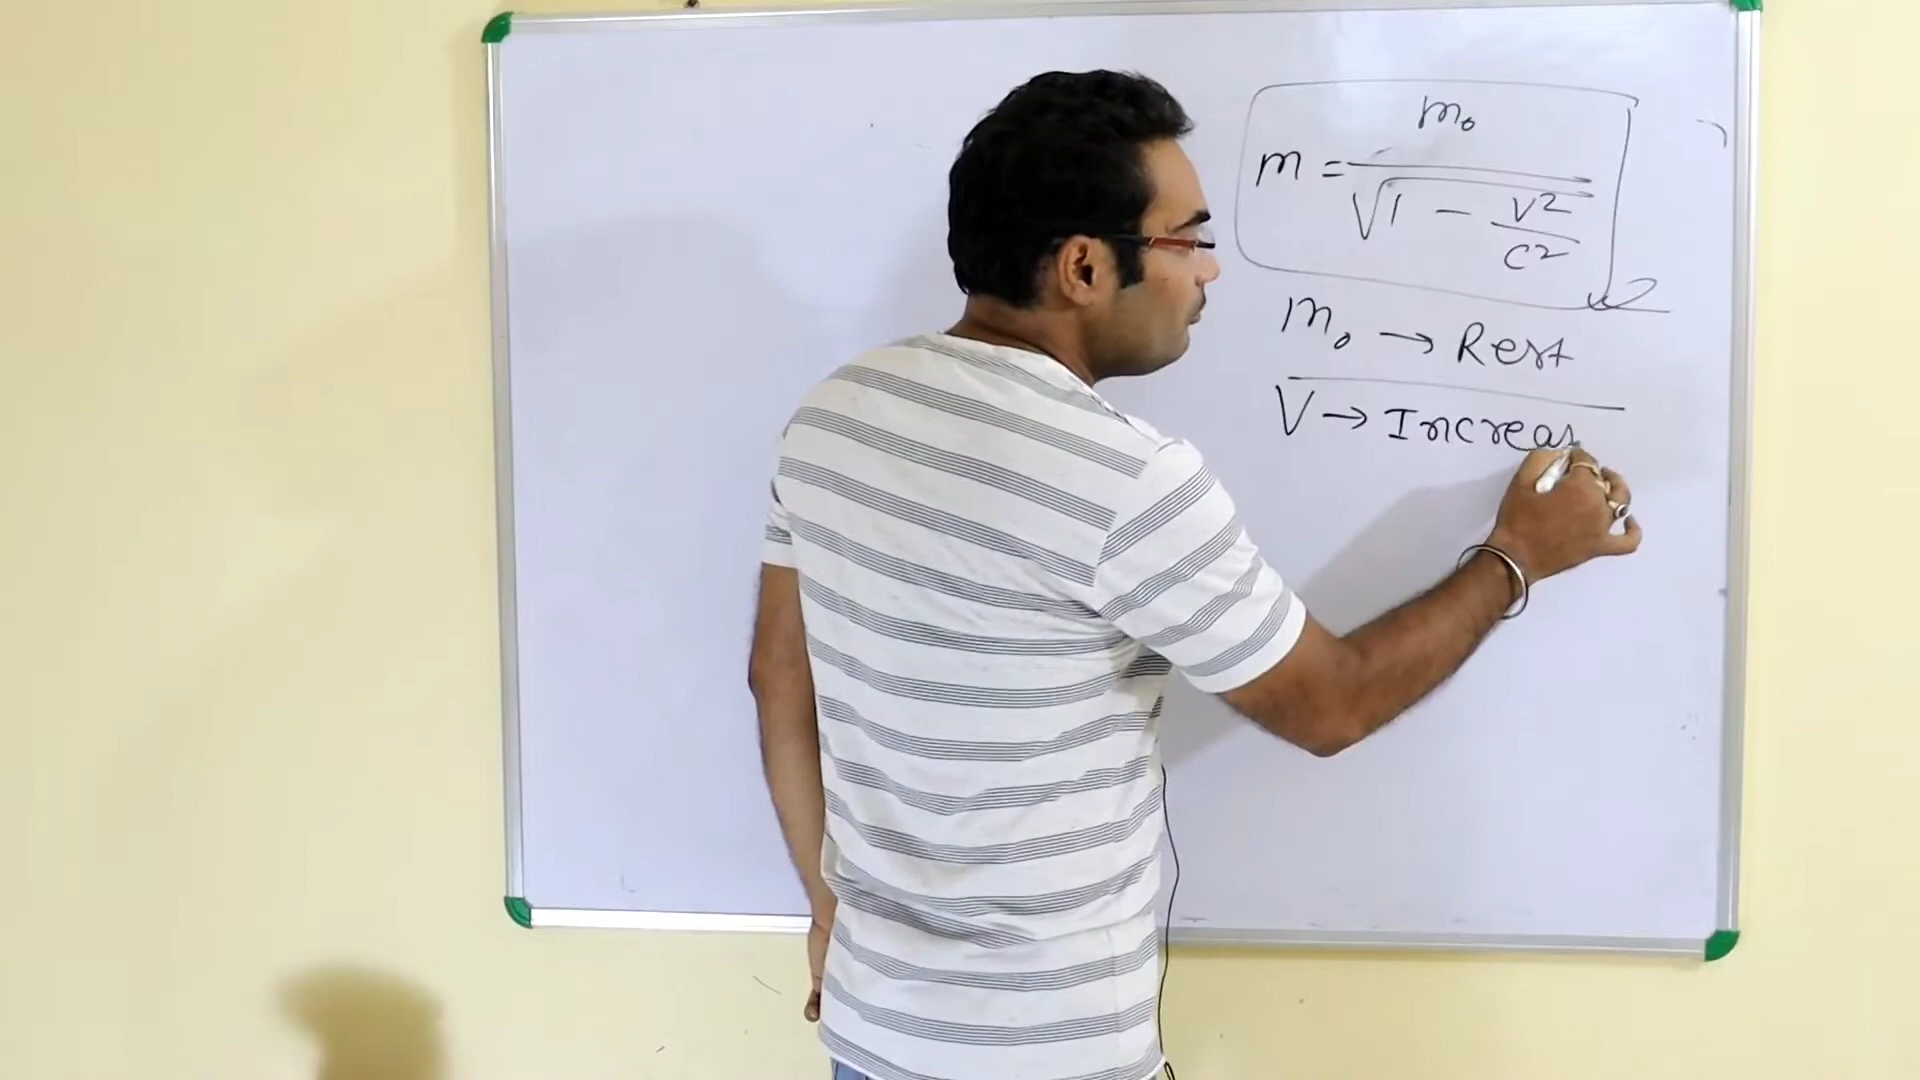 m = m₀ / √(1 - v²/c²)
m₀ → Rest
V → Increas